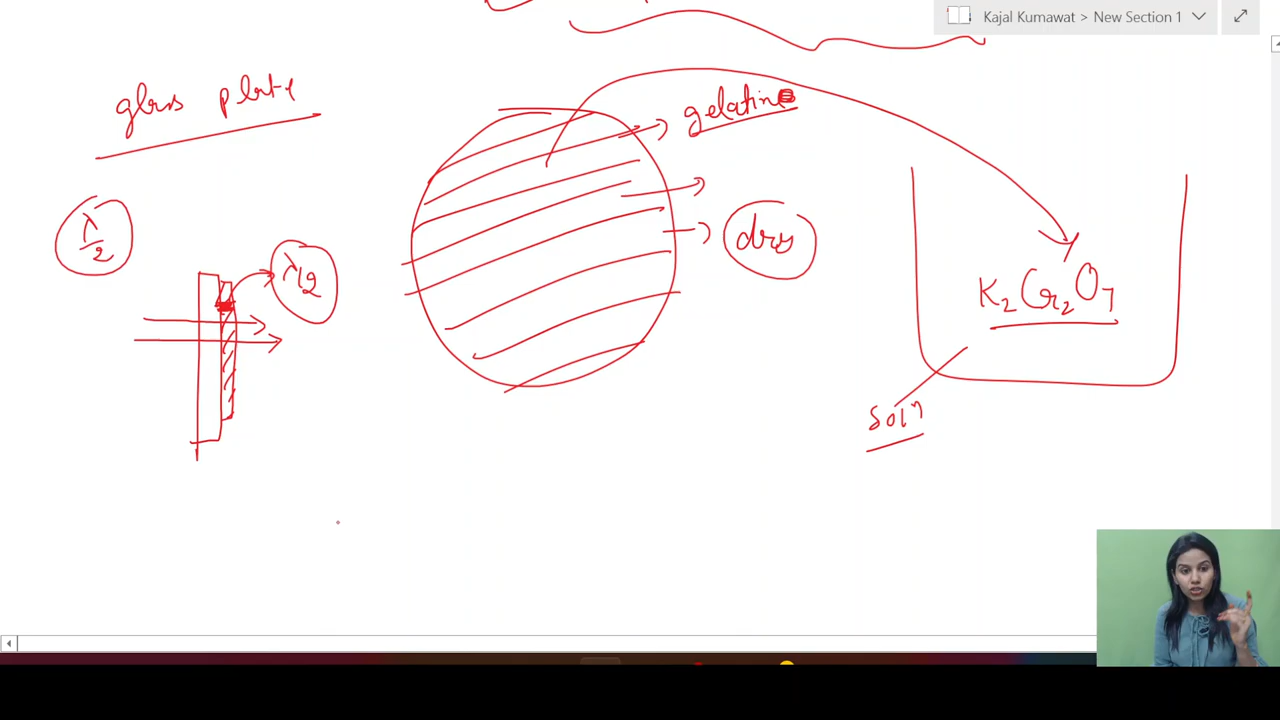 Kajal Kumawat > New Section 1
glass plate
gelatine
λ/2
λ/2
dry
K₂Cr₂O₇
solⁿ